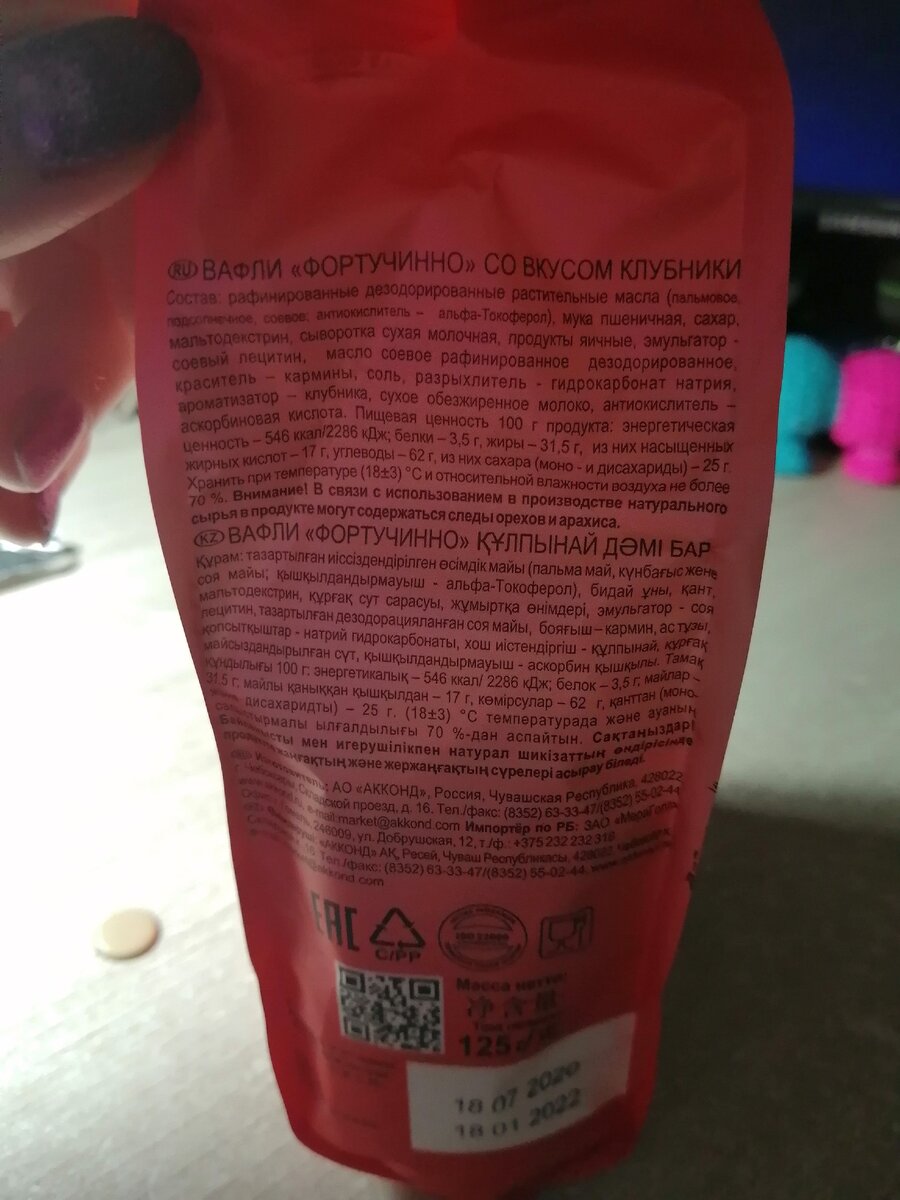 RU ВАФЛИ «ФОРТУЧИННО» СО ВКУСОМ КЛУБНИКИ
Состав: рафинированные дезодорированные растительные масла (пальмовое,
подсолнечное, соевое; антиокислитель – альфа-Токоферол), мука пшеничная, сахар,
мальтодекстрин, сыворотка сухая молочная, продукты яичные, эмульгатор -
соевый лецитин, масло соевое рафинированное дезодорированное,
краситель – кармины, соль, разрыхлитель - гидрокарбонат натрия,
ароматизатор – клубника, сухое обезжиренное молоко, антиокислитель –
аскорбиновая кислота. Пищевая ценность 100 г продукта: энергетическая
ценность – 546 ккал/2286 кДж; белки – 3,5 г, жиры – 31,5 г, из них насыщенных
жирных кислот – 17 г, углеводы – 62 г, из них сахара (моно - и дисахариды) – 25 г.
Хранить при температуре (18±3) °С и относительной влажности воздуха не более
70 %. Внимание! В связи с использованием в производстве натурального
сырья в продукте могут содержаться следы орехов и арахиса.
KZ ВАФЛИ «ФОРТУЧИННО» ҚҰЛПЫНАЙ ДӘМІ БАР
Құрам: тазартылған иіссіздендірілген өсімдік майы (пальма май, күнбағыс және
соя майы; қышқылдандырмауыш - альфа-Токоферол), бидай ұны, қант,
мальтодекстрин, құрғақ сут сарасуы, жұмыртқа өнімдері, эмульгатор - соя
лецитин, тазартылған дезодорацияланған соя майы, бояғыш – кармин, ас тұзы,
қопсытқыштар - натрий гидрокарбонаты, хош иістендіргіш - құлпынай, құрғақ
майсыздандырылған сүт, қышқылдандырмауыш - аскорбин қышқылы. Тамақ
құндылығы 100 г: энергетикалық – 546 ккал/ 2286 кДж; белок – 3,5 г; майлар –
31,5 г, майлы қаныққан қышқылдан – 17 г, көмірсулар – 62 г, қанттан (моно-
дисахаридты) – 25 г. (18±3) °С температурада және ауаның
салыстырмалы ылғалдылығы 70 %-дан аспайтын. Сақтаңыздар!
мен игерушілікпен натурал шикізаттың өндірісінде
жаңғақтың және жержаңғақтың сүрелері асырау біледі.
Изготовитель: АО «АККОНД», Россия, Чувашская Республика, 428022,
г. Чебоксары, Складской проезд, д. 16. Тел./факс: (8352) 63-33-47/(8352) 55-02-44
e-mail:market@akkond.com Импортёр по РБ: ЗАО
246009, ул. Добрушская, 12, т./ф.: +375 232 232 319
«АККОНД» АҚ, Ресей, Чуваш Республикасы, 428022,
16. Тел./факс: (8352) 63-33-47/(8352) 55-02-44.
EAC
C/PP
ISO 22000
Масса нетто:
净含量
125
18 07 2020
18 01 2022